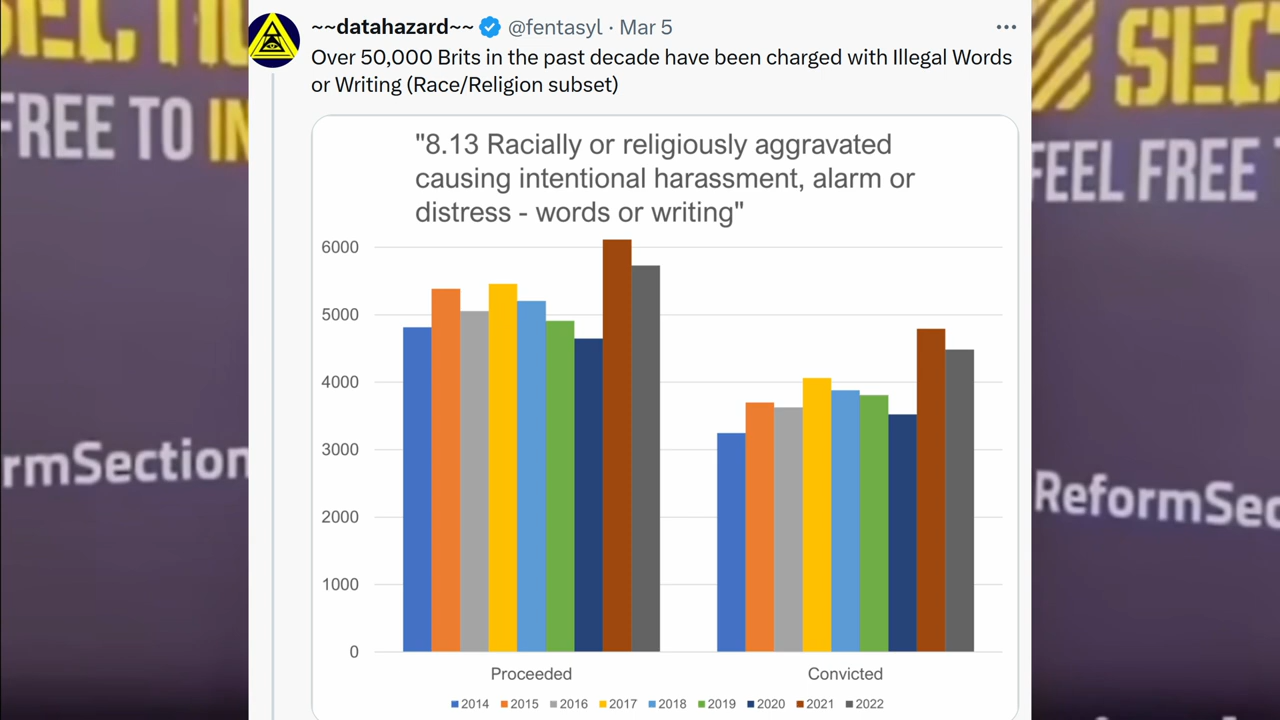 ~~datahazard~~ @fentasyl · Mar 5
Over 50,000 Brits in the past decade have been charged with Illegal Words
or Writing (Race/Religion subset)
"8.13 Racially or religiously aggravated
causing intentional harassment, alarm or
distress - words or writing"
6000
5000
4000
3000
2000
1000
0
Proceeded Convicted
2014 2015 2016 2017 2018 2019 2020 2021 2022
FREE TO IN
rmSection
SEC
FEEL FREE
ReformSec